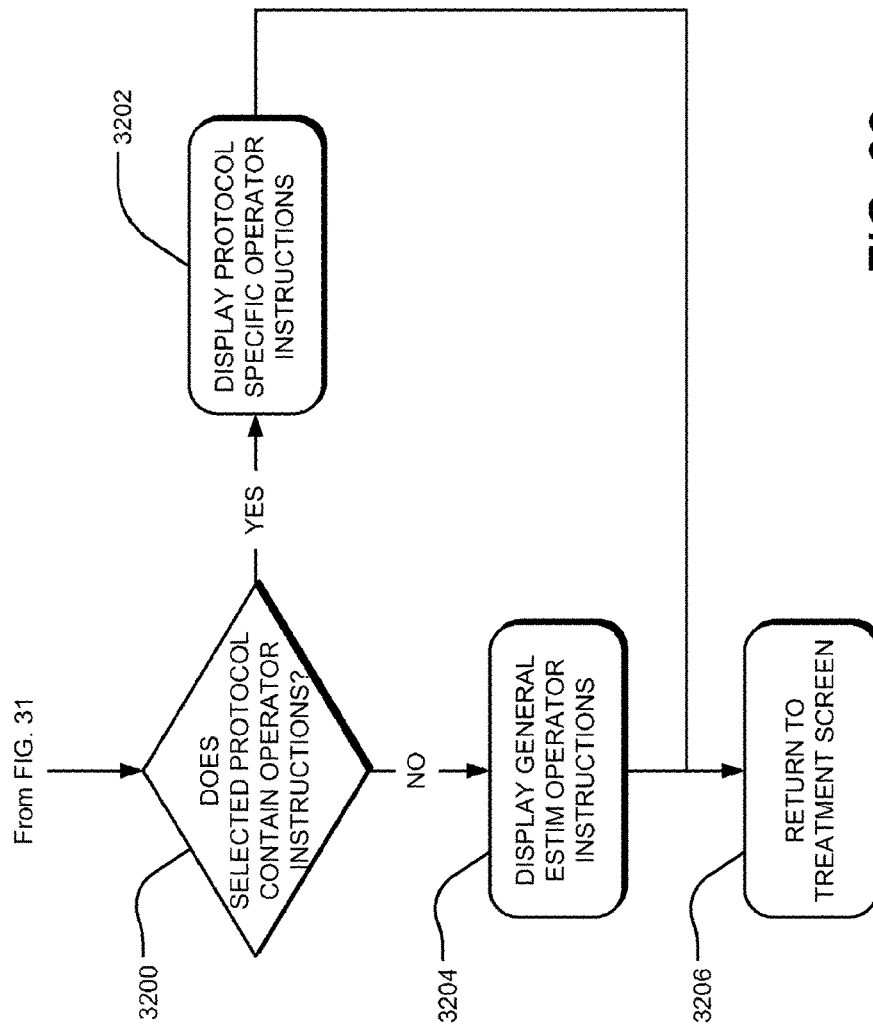 From FIG. 31
3200
DOES
SELECTED PROTOCOL
CONTAIN OPERATOR
INSTRUCTIONS?
YES
3202
DISPLAY PROTOCOL
SPECIFIC OPERATOR
INSTRUCTIONS
NO
3204
DISPLAY GENERAL
ESTIM OPERATOR
INSTRUCTIONS
3206
RETURN TO
TREATMENT SCREEN